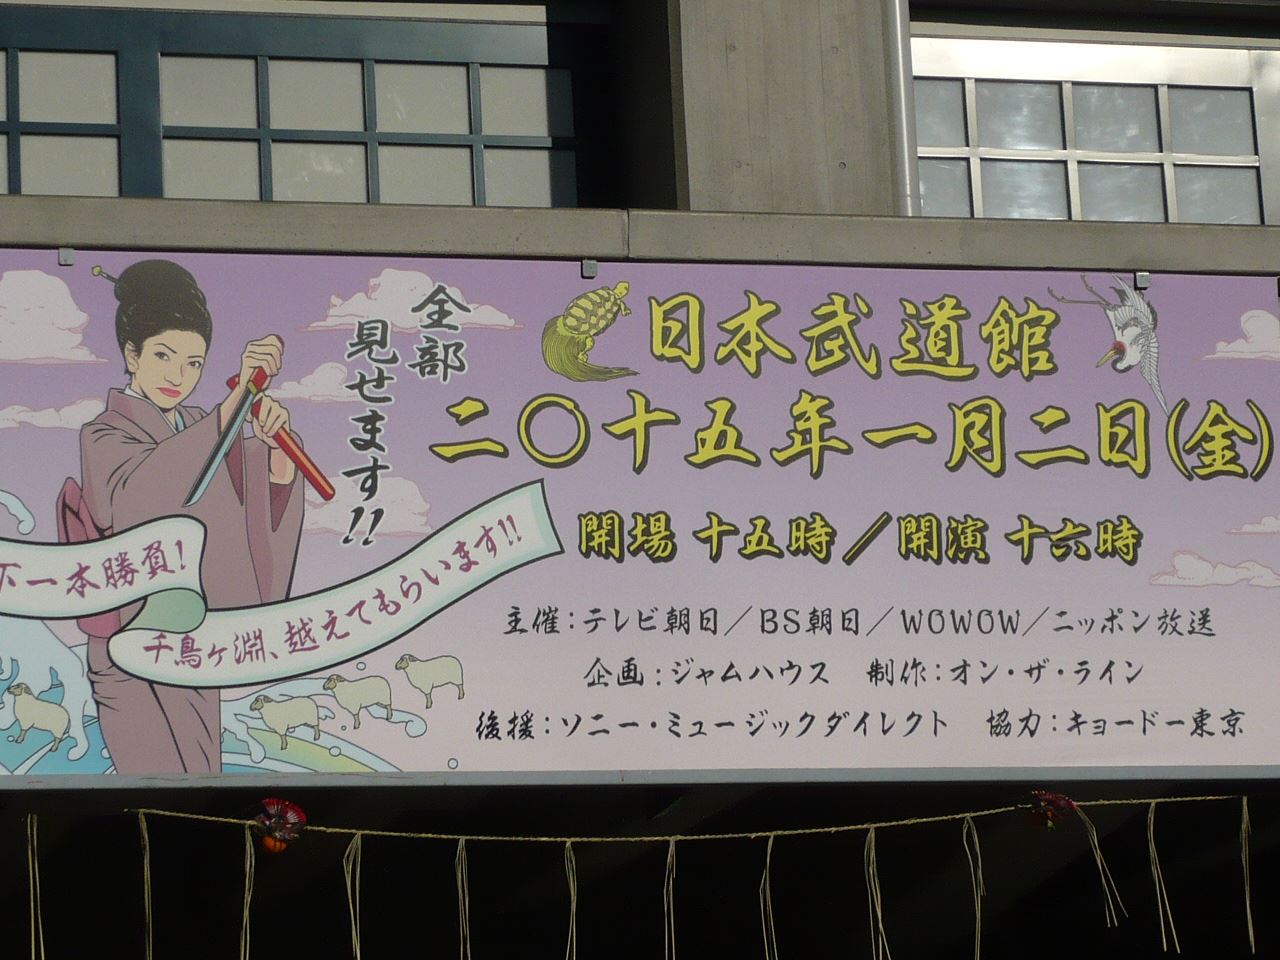 日本武道館
二〇十五年一月二日(金)
開場 十五時／開演 十六時
主催：テレビ朝日／BS朝日／WOWOW／ニッポン放送
企画：ジャムハウス 制作：オン・ザ・ライン
後援：ソニー・ミュージックダイレクト 協力：キョードー東京
全部
見せます!!
一本勝負!
千鳥ヶ淵、越えてもらいます!!